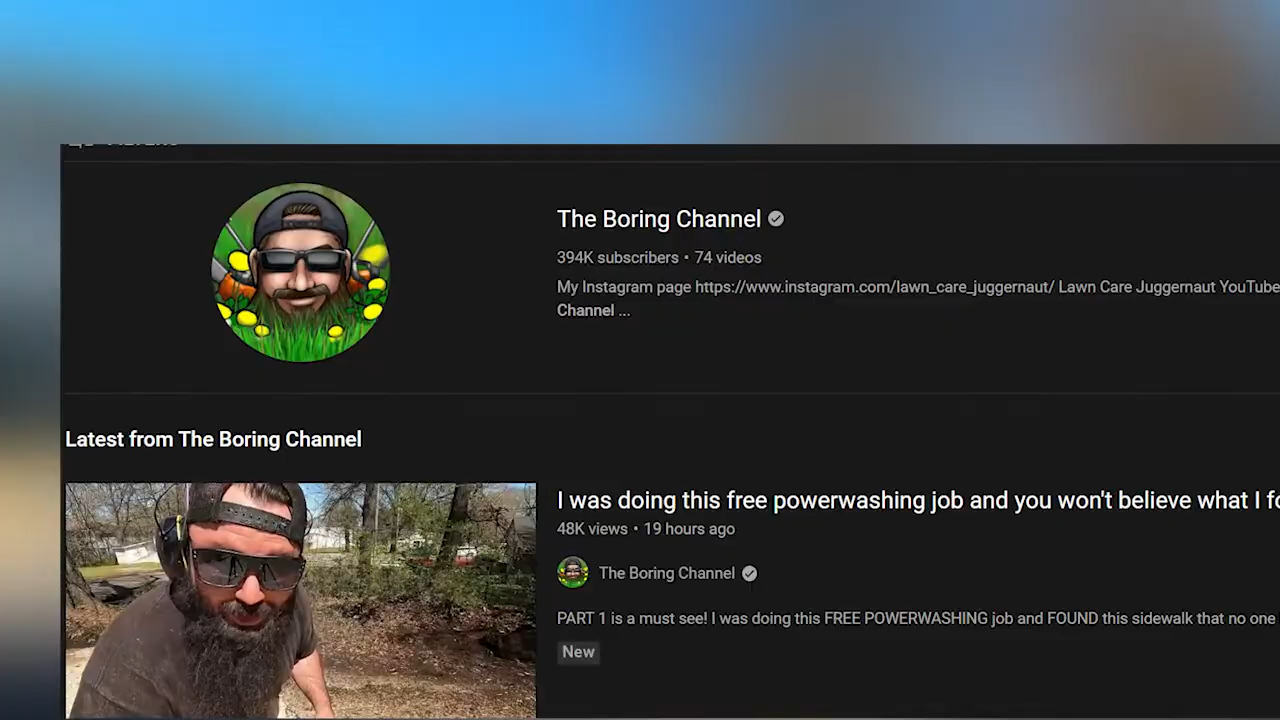 The Boring Channel
394K subscribers • 74 videos
My Instagram page https://www.instagram.com/lawn_care_juggernaut/ Lawn Care Juggernaut YouTube
Channel ...
Latest from The Boring Channel
I was doing this free powerwashing job and you won't believe what I
48K views • 19 hours ago
The Boring Channel
PART 1 is a must see! I was doing this FREE POWERWASHING job and FOUND this sidewalk that no one
New